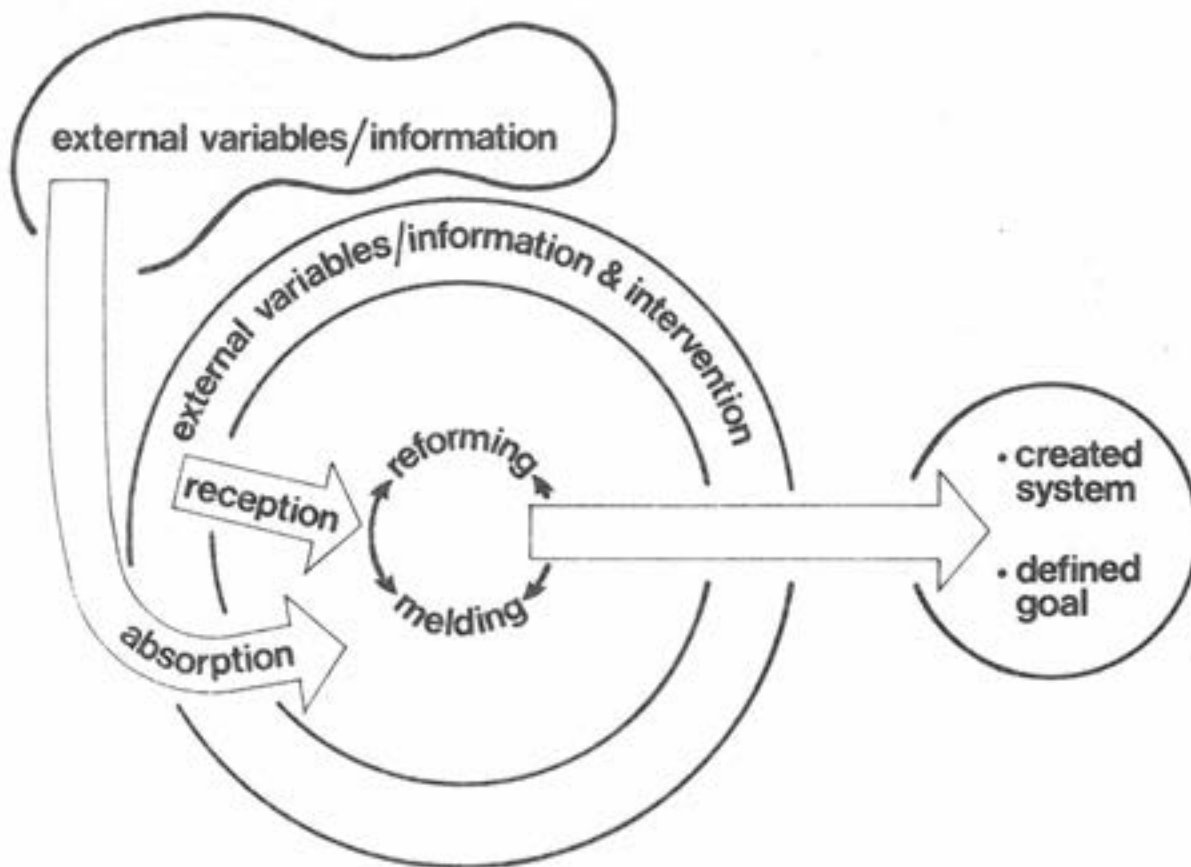 external variables/information
external variables/information & intervention
reforming
reception
melding
absorption
• created
system
• defined
goal